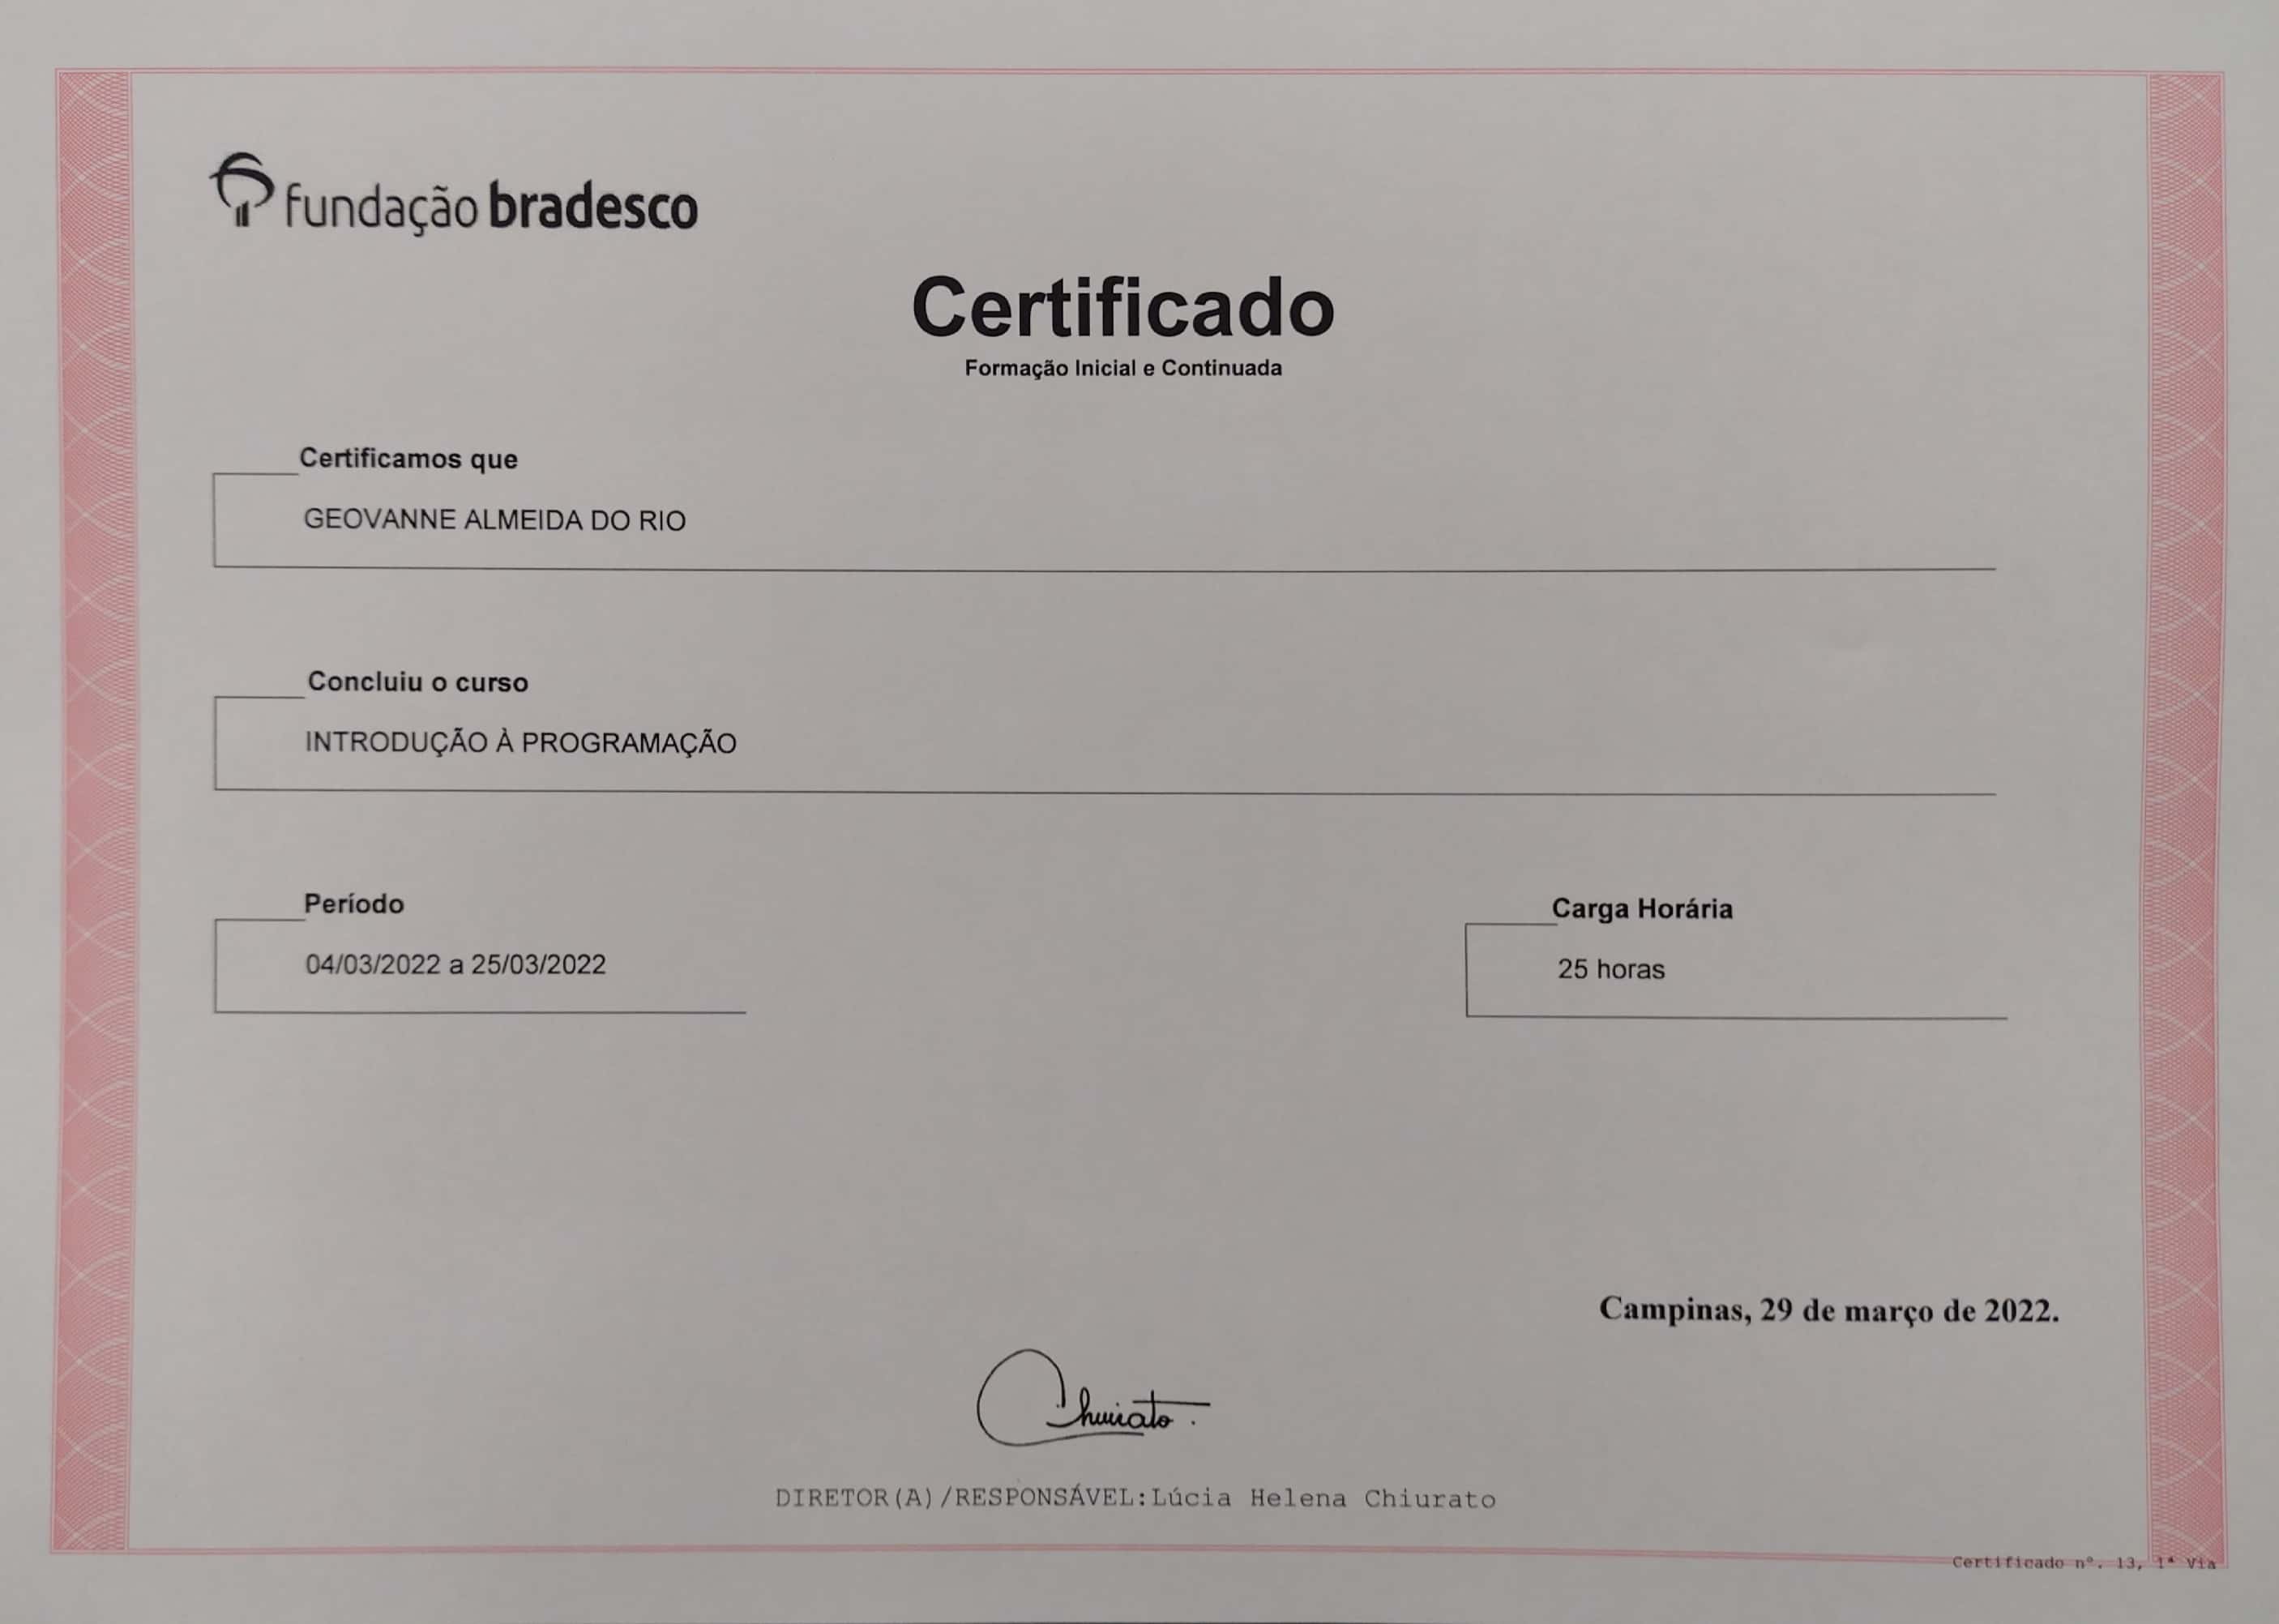 fundação bradesco
Certificado
Formação Inicial e Continuada
Certificamos que
GEOVANNE ALMEIDA DO RIO
Concluiu o curso
INTRODUÇÃO À PROGRAMAÇÃO
Período
04/03/2022 a 25/03/2022
Carga Horária
25 horas
Campinas, 29 de março de 2022.
Chiurato.
DIRETOR(A)/RESPONSÁVEL:Lúcia Helena Chiurato
Certificado nº. 13, 1ª Via